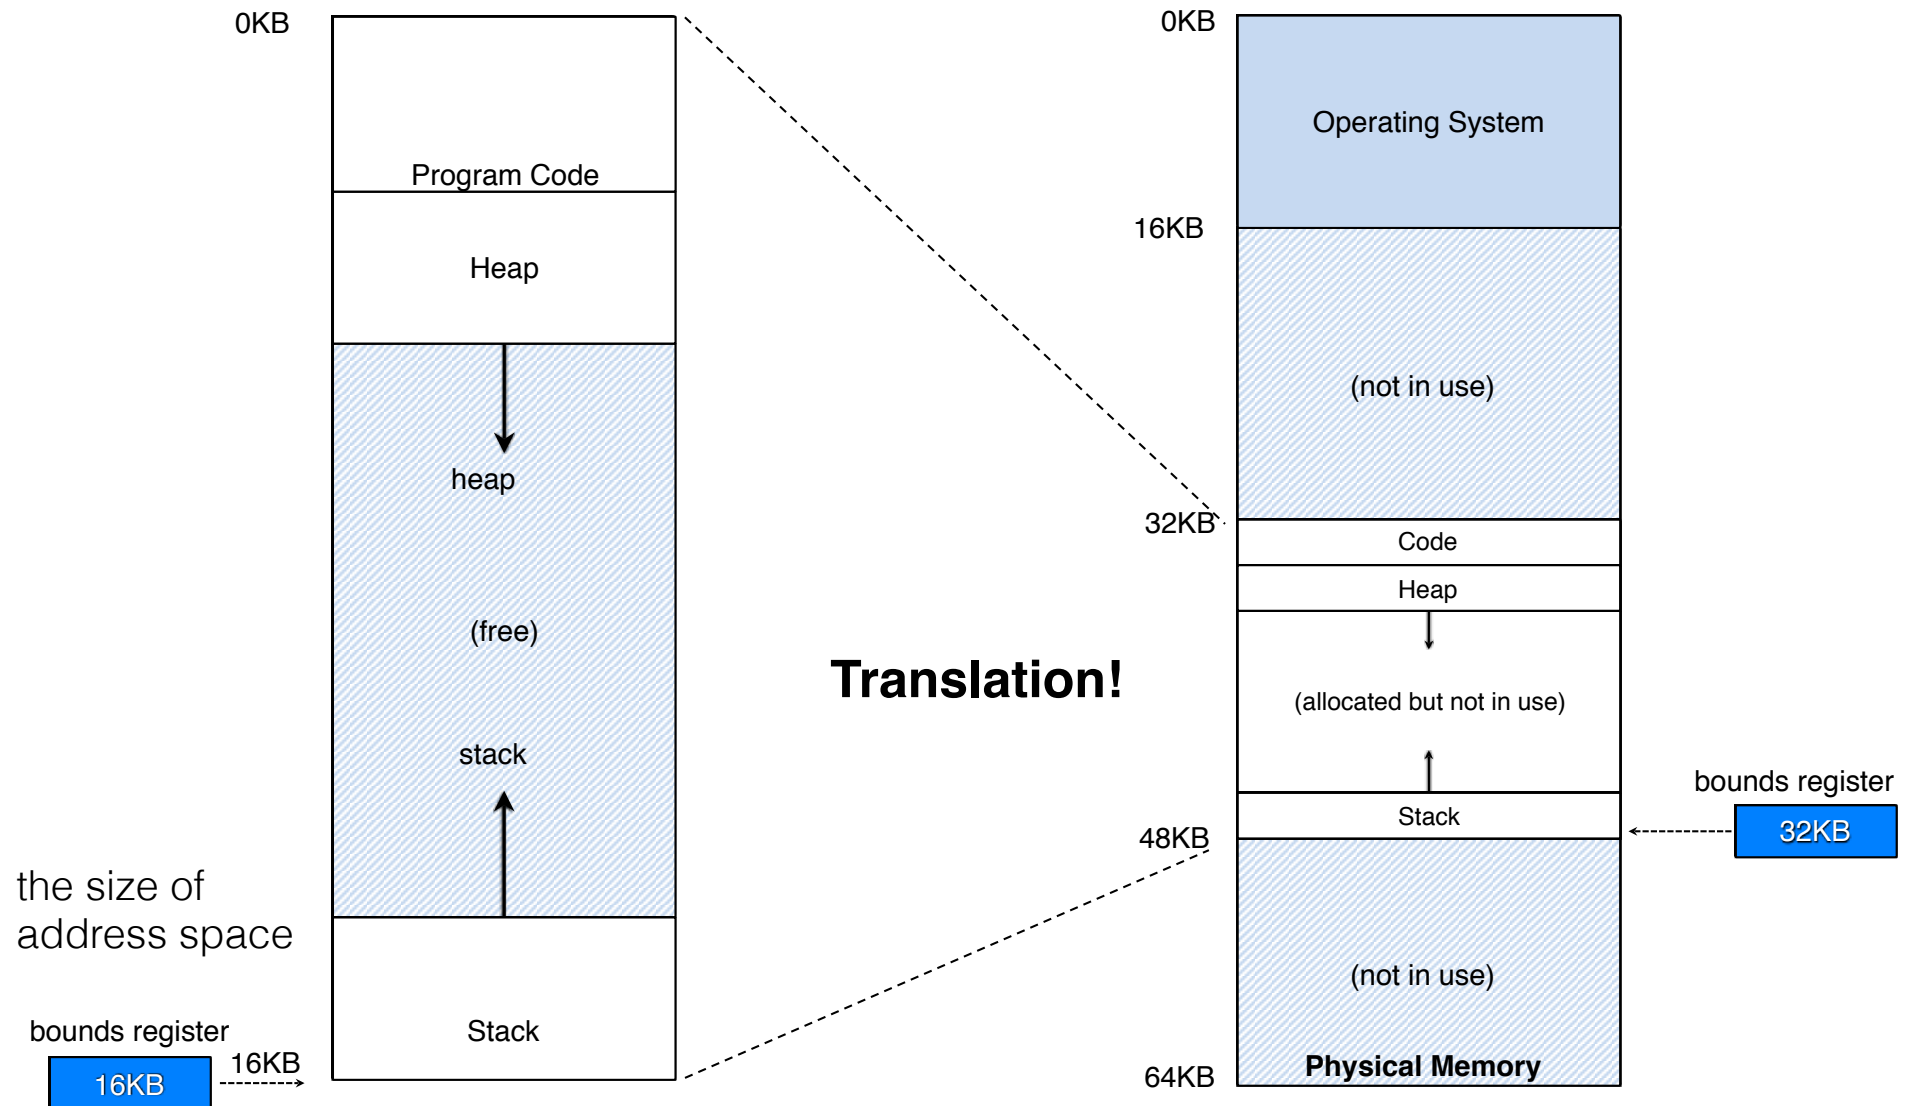 0KB
Program Code
Heap
heap
(free)
stack
Stack
the size of
address space
bounds register
16KB
16KB
Translation!
0KB
Operating System
16KB
(not in use)
32KB
Code
Heap
(allocated but not in use)
Stack
48KB
(not in use)
Physical Memory
64KB
bounds register
32KB